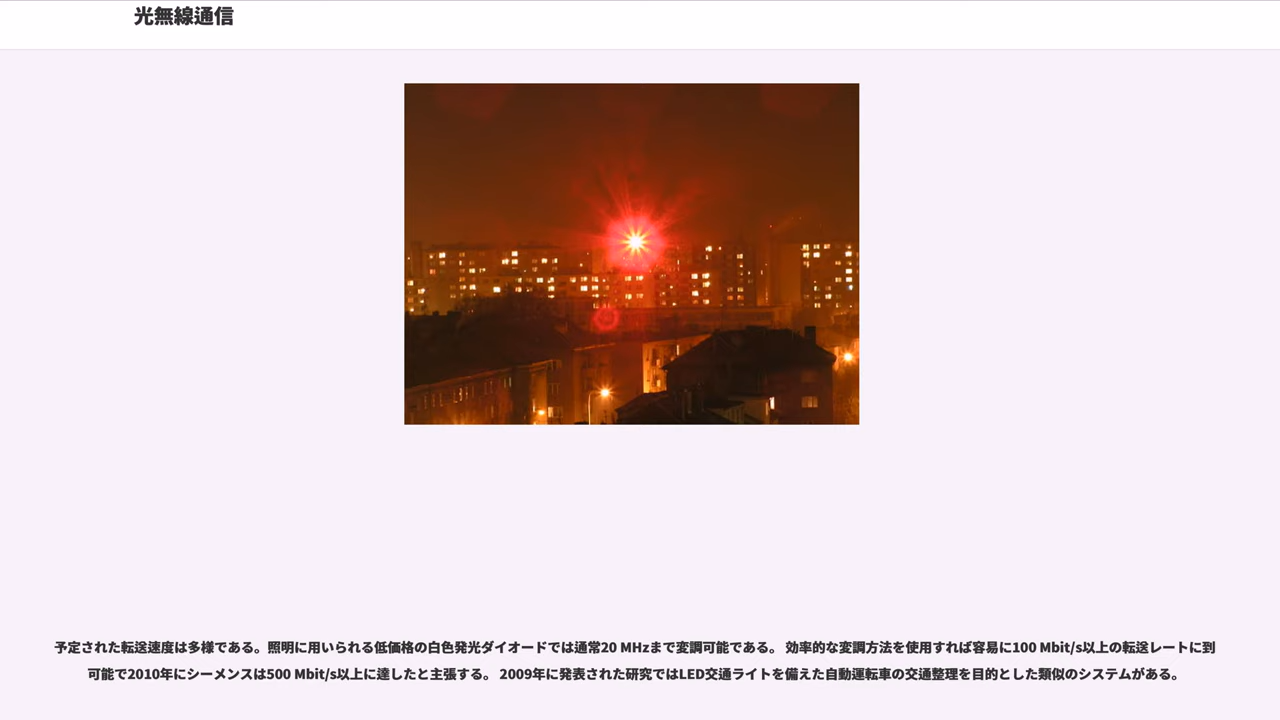 光無線通信
予定された転送速度は多様である。照明に用いられる低価格の白色発光ダイオードでは通常20 MHzまで変調可能である。 効率的な変調方法を使用すれば容易に100 Mbit/s以上の転送レートに到
可能で2010年にシーメンスは500 Mbit/s以上に達したと主張する。 2009年に発表された研究ではLED交通ライトを備えた自動運転車の交通整理を目的とした類似のシステムがある。